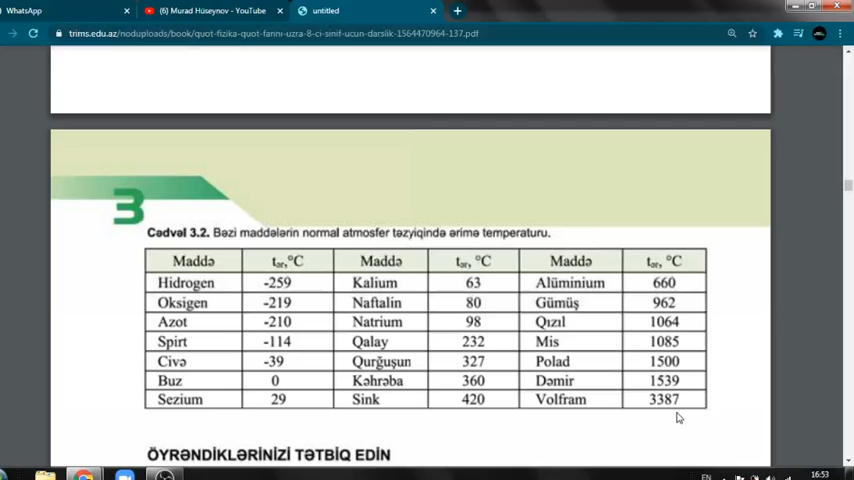 WhatsApp
(6) Murad Hüseynov - YouTube
untitled
trims.edu.az/noduploads/book/quot-fizika-quot-fanni-uzra-8-ci-sinif-ucun-darslik-1564470964-137.pdf
3
Cədvəl 3.2. Bəzi maddələrin normal atmosfer təzyiqində ərimə temperaturu.
Maddə tər,°C Maddə tər, °C Maddə tər, °C
Hidrogen -259 Kalium 63 Alüminium 660
Oksigen -219 Naftalin 80 Gümüş 962
Azot -210 Natrium 98 Qızıl 1064
Spirt -114 Qalay 232 Mis 1085
Civə -39 Qurğuşun 327 Polad 1500
Buz 0 Kəhrəba 360 Dəmir 1539
Sezium 29 Sink 420 Volfram 3387
ÖYRƏNDİKLƏRİNİZİ TƏTBİQ EDİN
EN
16:53